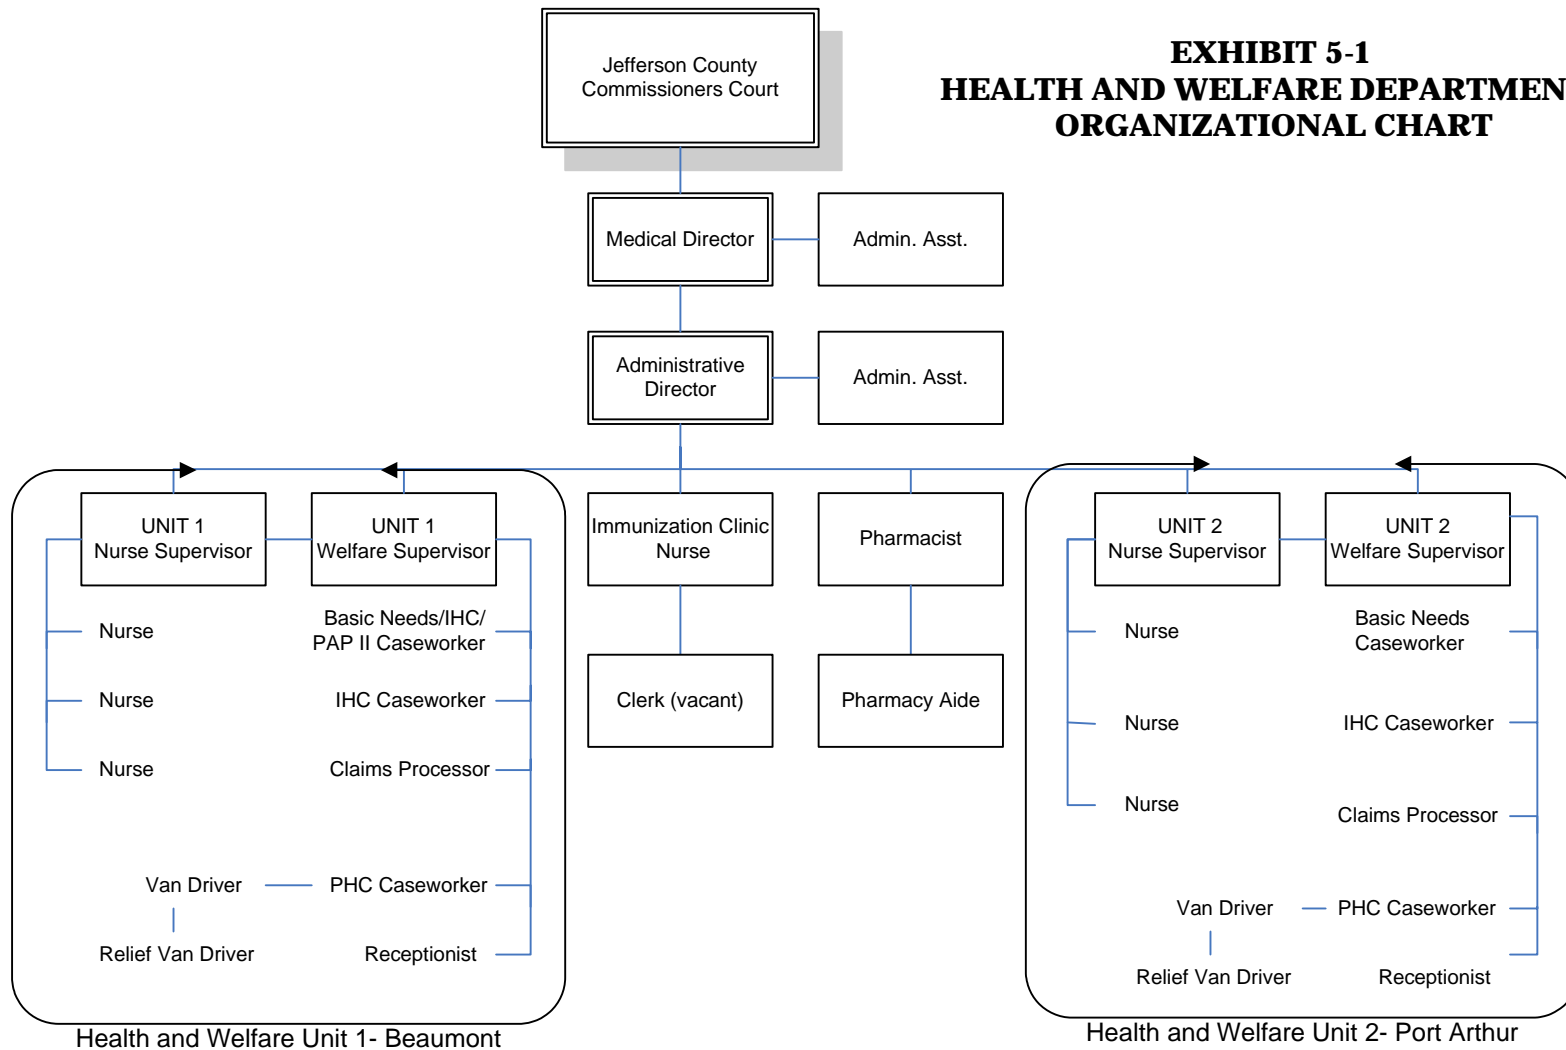 EXHIBIT 5-1
HEALTH AND WELFARE DEPARTMEN
ORGANIZATIONAL CHART
Jefferson County
Commissioners Court
Medical Director
Admin. Asst.
Administrative
Director
Admin. Asst.
UNIT 1
Nurse Supervisor
UNIT 1
Welfare Supervisor
Immunization Clinic
Nurse
Pharmacist
UNIT 2
Nurse Supervisor
UNIT 2
Welfare Supervisor
Nurse
Nurse
Nurse
Basic Needs/IHC/
PAP II Caseworker
IHC Caseworker
Claims Processor
Van Driver
PHC Caseworker
Relief Van Driver
Receptionist
Clerk (vacant)
Pharmacy Aide
Nurse
Nurse
Nurse
Basic Needs
Caseworker
IHC Caseworker
Claims Processor
Van Driver
PHC Caseworker
Relief Van Driver
Receptionist
Health and Welfare Unit 1- Beaumont
Health and Welfare Unit 2- Port Arthur